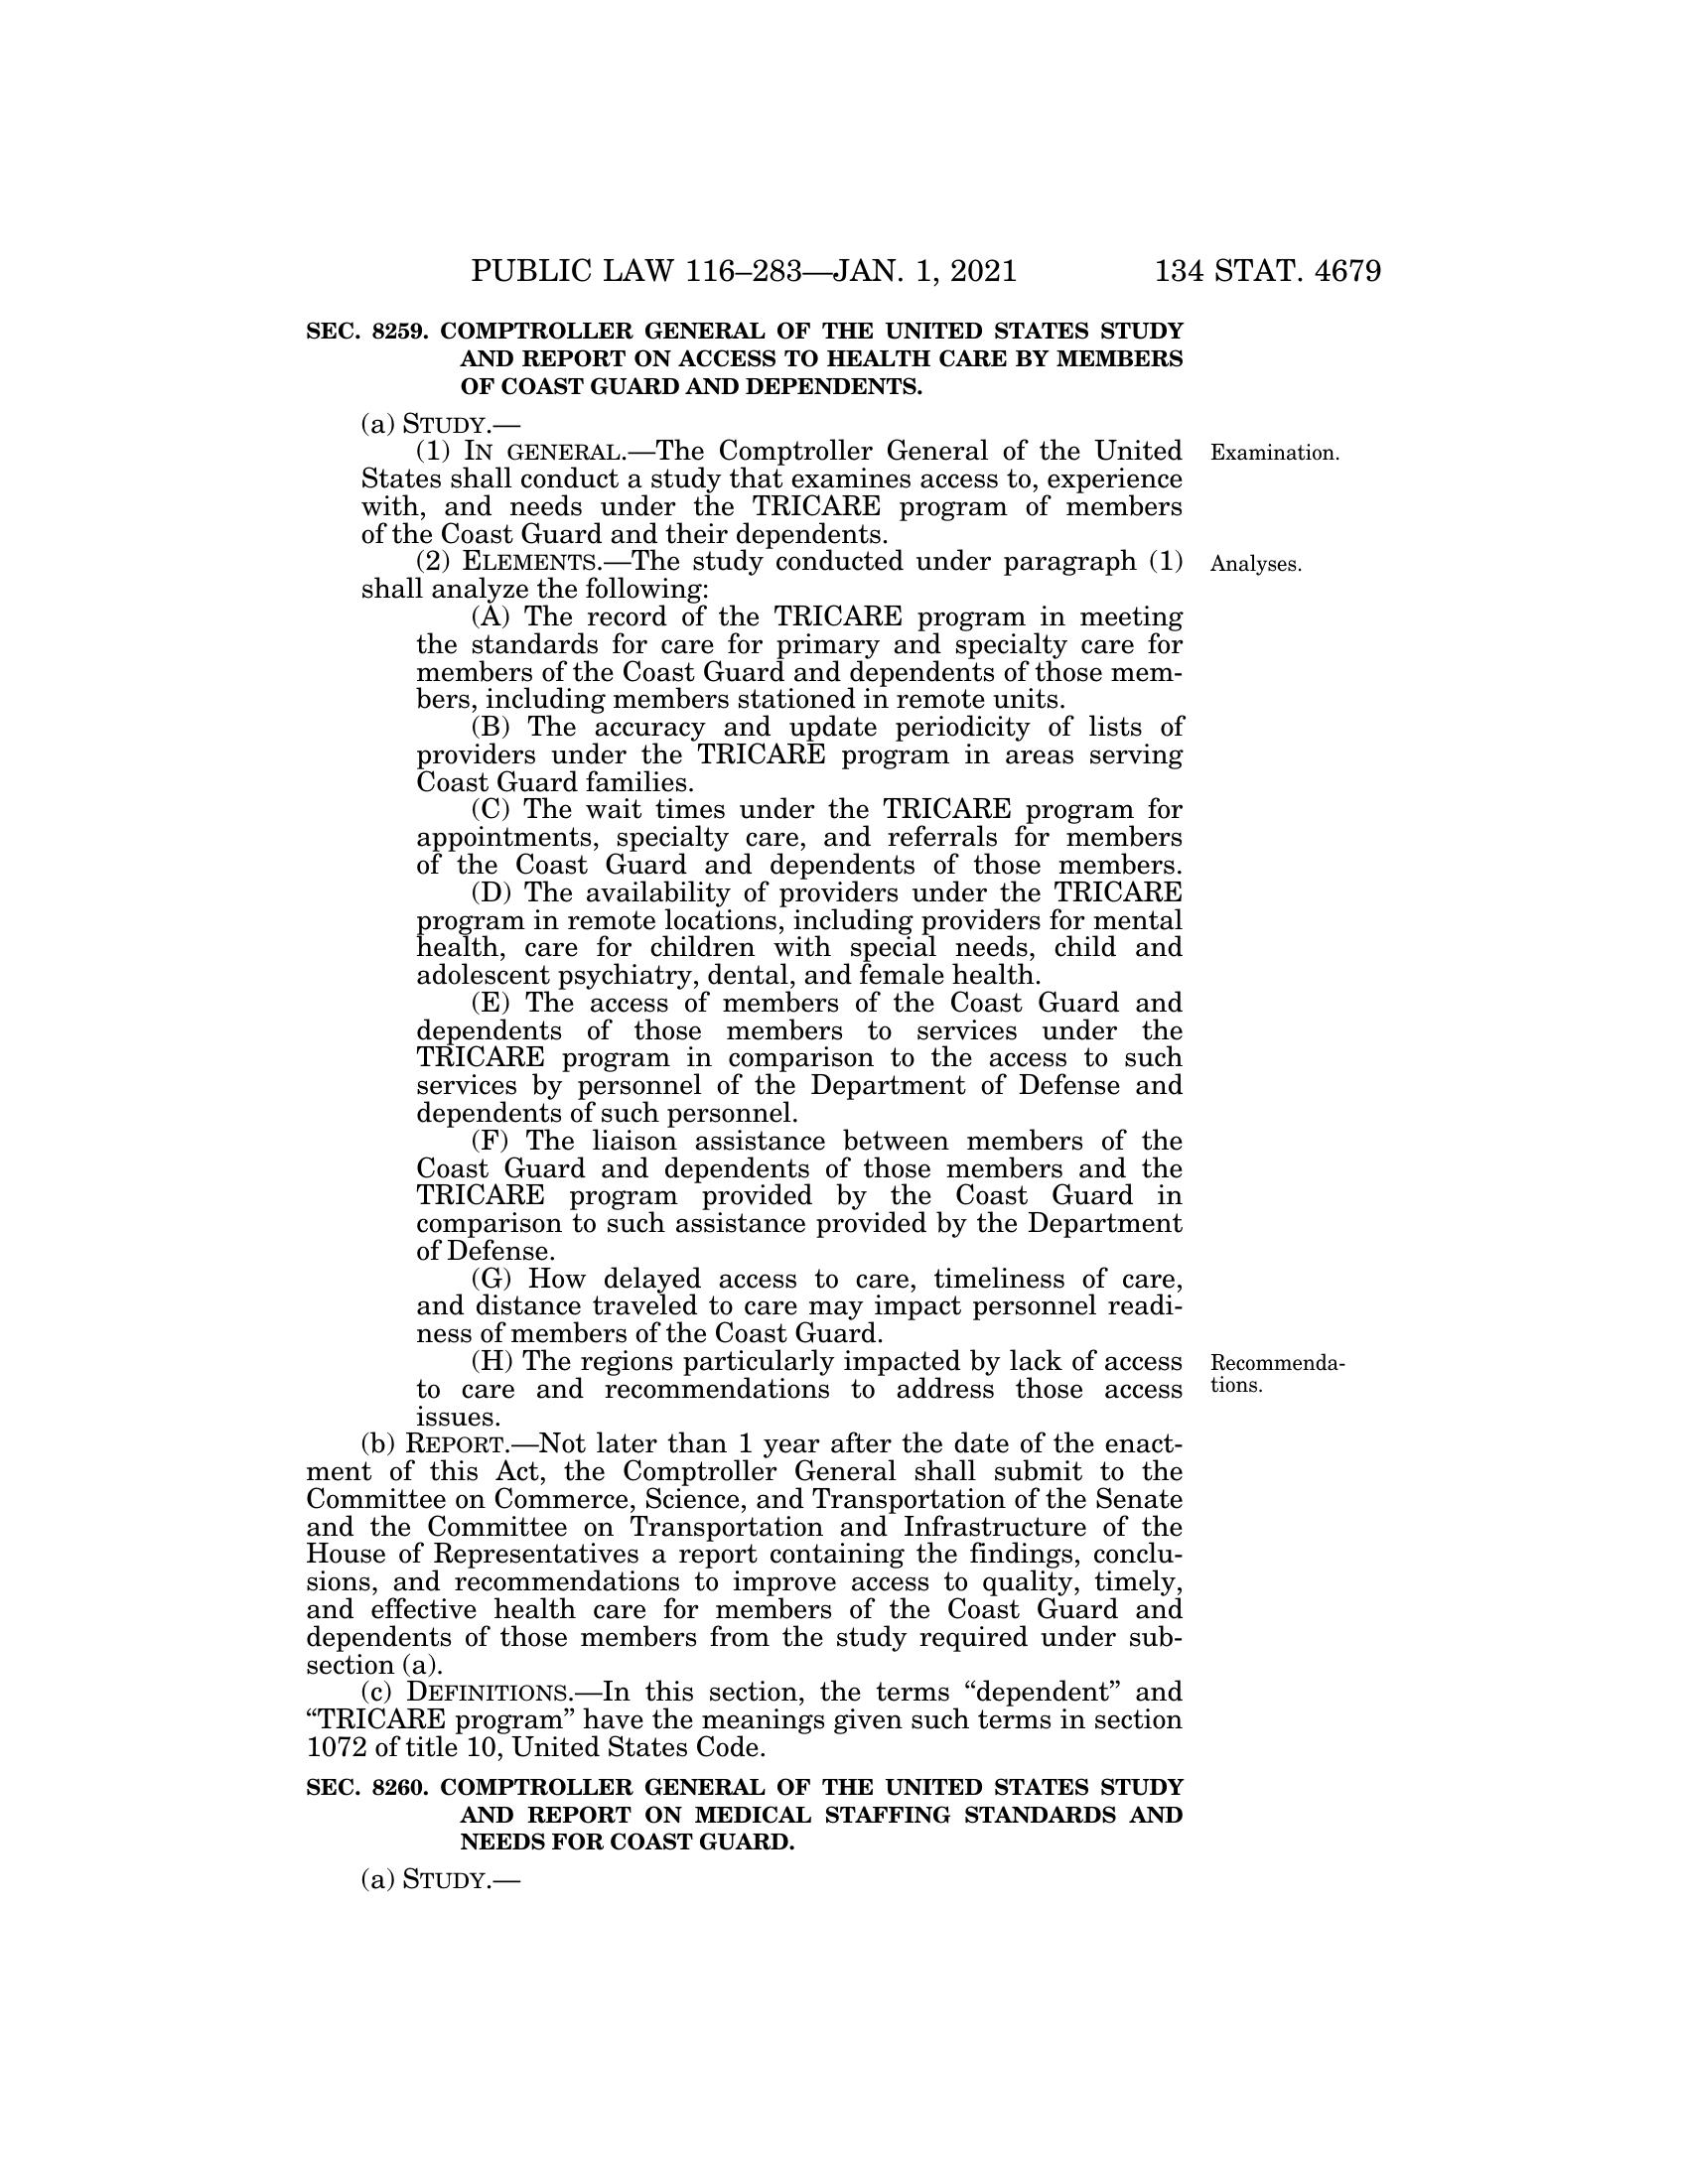 PUBLIC LAW 116–283—JAN. 1, 2021 134 STAT. 4679
SEC. 8259. COMPTROLLER GENERAL OF THE UNITED STATES STUDY
AND REPORT ON ACCESS TO HEALTH CARE BY MEMBERS
OF COAST GUARD AND DEPENDENTS.
(a) STUDY.—
(1) IN GENERAL.—The Comptroller General of the United
States shall conduct a study that examines access to, experience
with, and needs under the TRICARE program of members
of the Coast Guard and their dependents.
Examination.
(2) ELEMENTS.—The study conducted under paragraph (1)
shall analyze the following:
Analyses.
(A) The record of the TRICARE program in meeting
the standards for care for primary and specialty care for
members of the Coast Guard and dependents of those mem-
bers, including members stationed in remote units.
(B) The accuracy and update periodicity of lists of
providers under the TRICARE program in areas serving
Coast Guard families.
(C) The wait times under the TRICARE program for
appointments, specialty care, and referrals for members
of the Coast Guard and dependents of those members.
(D) The availability of providers under the TRICARE
program in remote locations, including providers for mental
health, care for children with special needs, child and
adolescent psychiatry, dental, and female health.
(E) The access of members of the Coast Guard and
dependents of those members to services under the
TRICARE program in comparison to the access to such
services by personnel of the Department of Defense and
dependents of such personnel.
(F) The liaison assistance between members of the
Coast Guard and dependents of those members and the
TRICARE program provided by the Coast Guard in
comparison to such assistance provided by the Department
of Defense.
(G) How delayed access to care, timeliness of care,
and distance traveled to care may impact personnel readi-
ness of members of the Coast Guard.
(H) The regions particularly impacted by lack of access
to care and recommendations to address those access
issues.
Recommenda-
tions.
(b) REPORT.—Not later than 1 year after the date of the enact-
ment of this Act, the Comptroller General shall submit to the
Committee on Commerce, Science, and Transportation of the Senate
and the Committee on Transportation and Infrastructure of the
House of Representatives a report containing the findings, conclu-
sions, and recommendations to improve access to quality, timely,
and effective health care for members of the Coast Guard and
dependents of those members from the study required under sub-
section (a).
(c) DEFINITIONS.—In this section, the terms “dependent” and
“TRICARE program” have the meanings given such terms in section
1072 of title 10, United States Code.
SEC. 8260. COMPTROLLER GENERAL OF THE UNITED STATES STUDY
AND REPORT ON MEDICAL STAFFING STANDARDS AND
NEEDS FOR COAST GUARD.
(a) STUDY.—